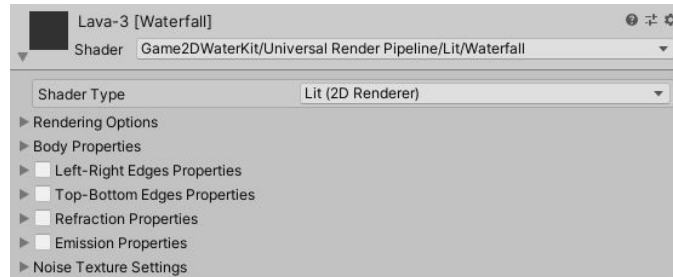 Lava-3 [Waterfall]
Shader Game2DWaterKit/Universal Render Pipeline/Lit/Waterfall
Shader Type Lit (2D Renderer)
Rendering Options
Body Properties
Left-Right Edges Properties
Top-Bottom Edges Properties
Refraction Properties
Emission Properties
Noise Texture Settings